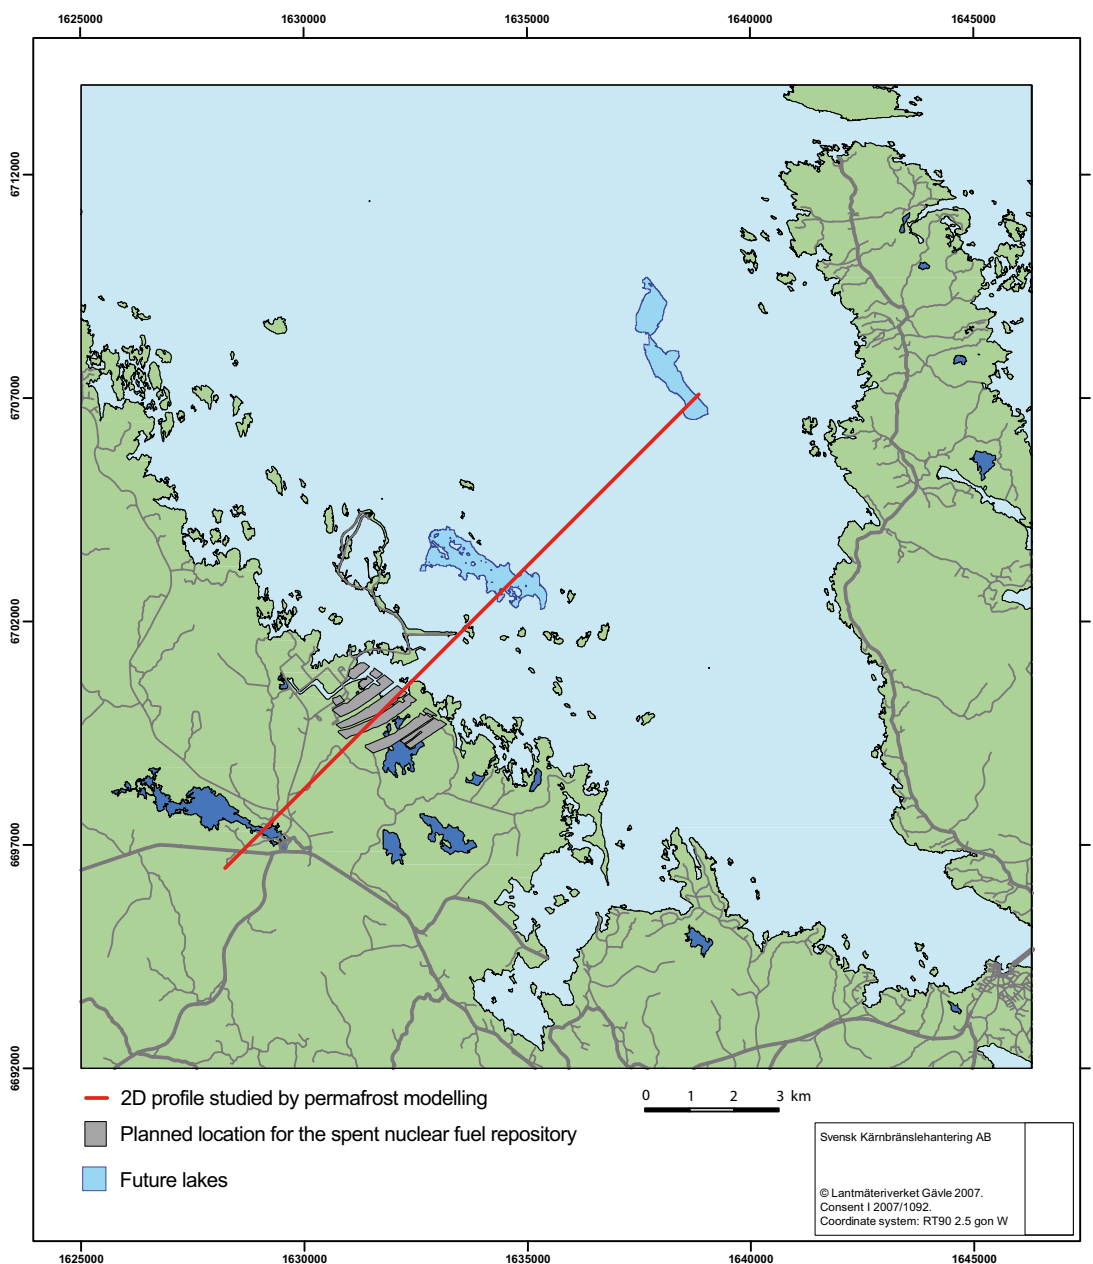 1625000 1630000 1635000 1640000 1645000
6712000
6707000
6702000
6697000
6692000
2D profile studied by permafrost modelling
Planned location for the spent nuclear fuel repository
Future lakes
0 1 2 3 km
Svensk Kärnbränslehantering AB
© Lantmäteriverket Gävle 2007.
Consent I 2007/1092.
Coordinate system: RT90 2.5 gon W
1625000 1630000 1635000 1640000 1645000